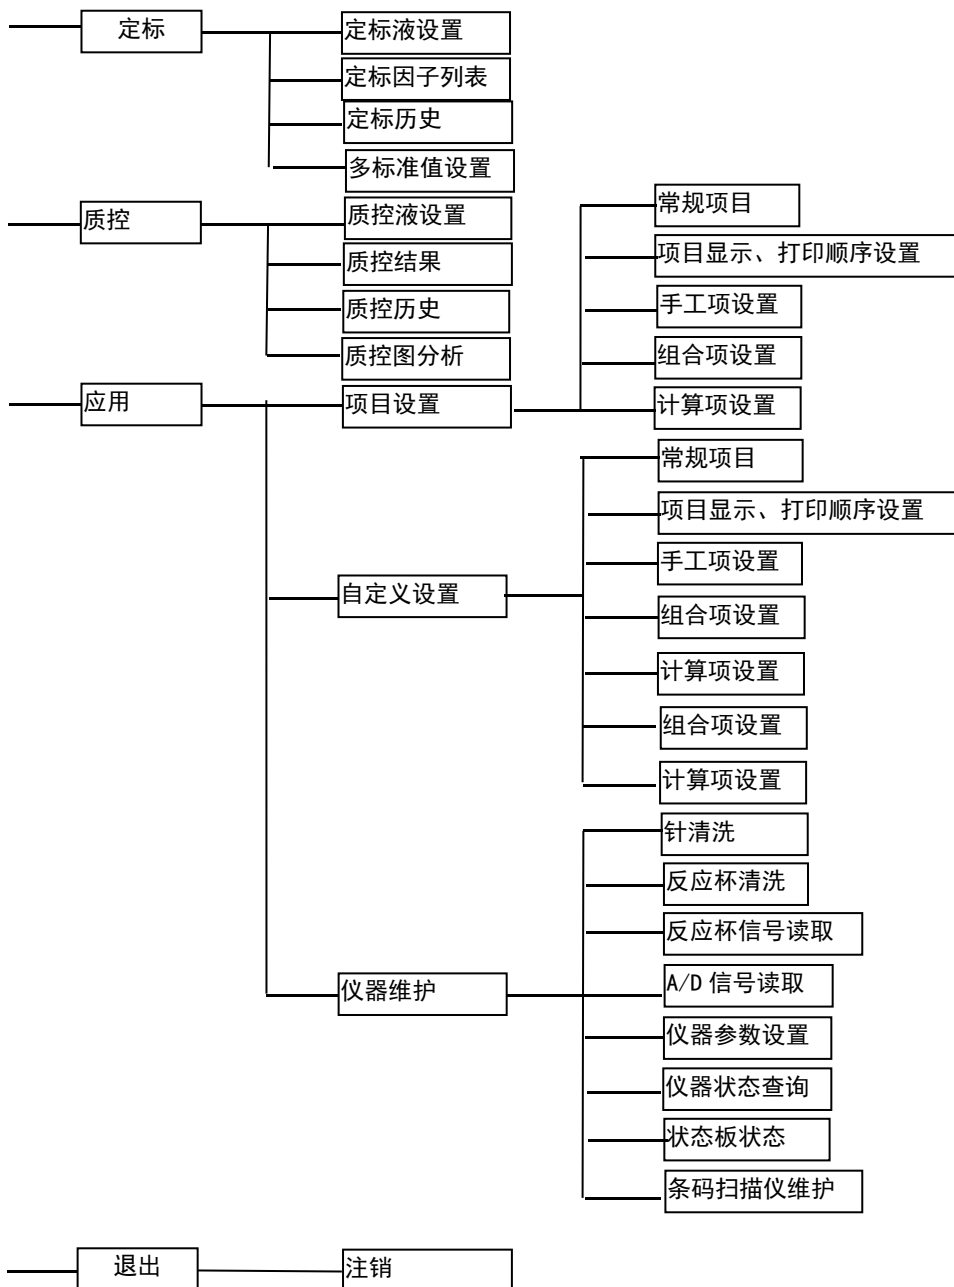 定标
定标液设置
定标因子列表
定标历史
多标准值设置
质控
质控液设置
质控结果
质控历史
质控图分析
应用
项目设置
常规项目
项目显示、打印顺序设置
手工项设置
组合项设置
计算项设置
自定义设置
常规项目
项目显示、打印顺序设置
手工项设置
组合项设置
计算项设置
组合项设置
计算项设置
仪器维护
针清洗
反应杯清洗
反应杯信号读取
A/D 信号读取
仪器参数设置
仪器状态查询
状态板状态
条码扫描仪维护
退出
注销